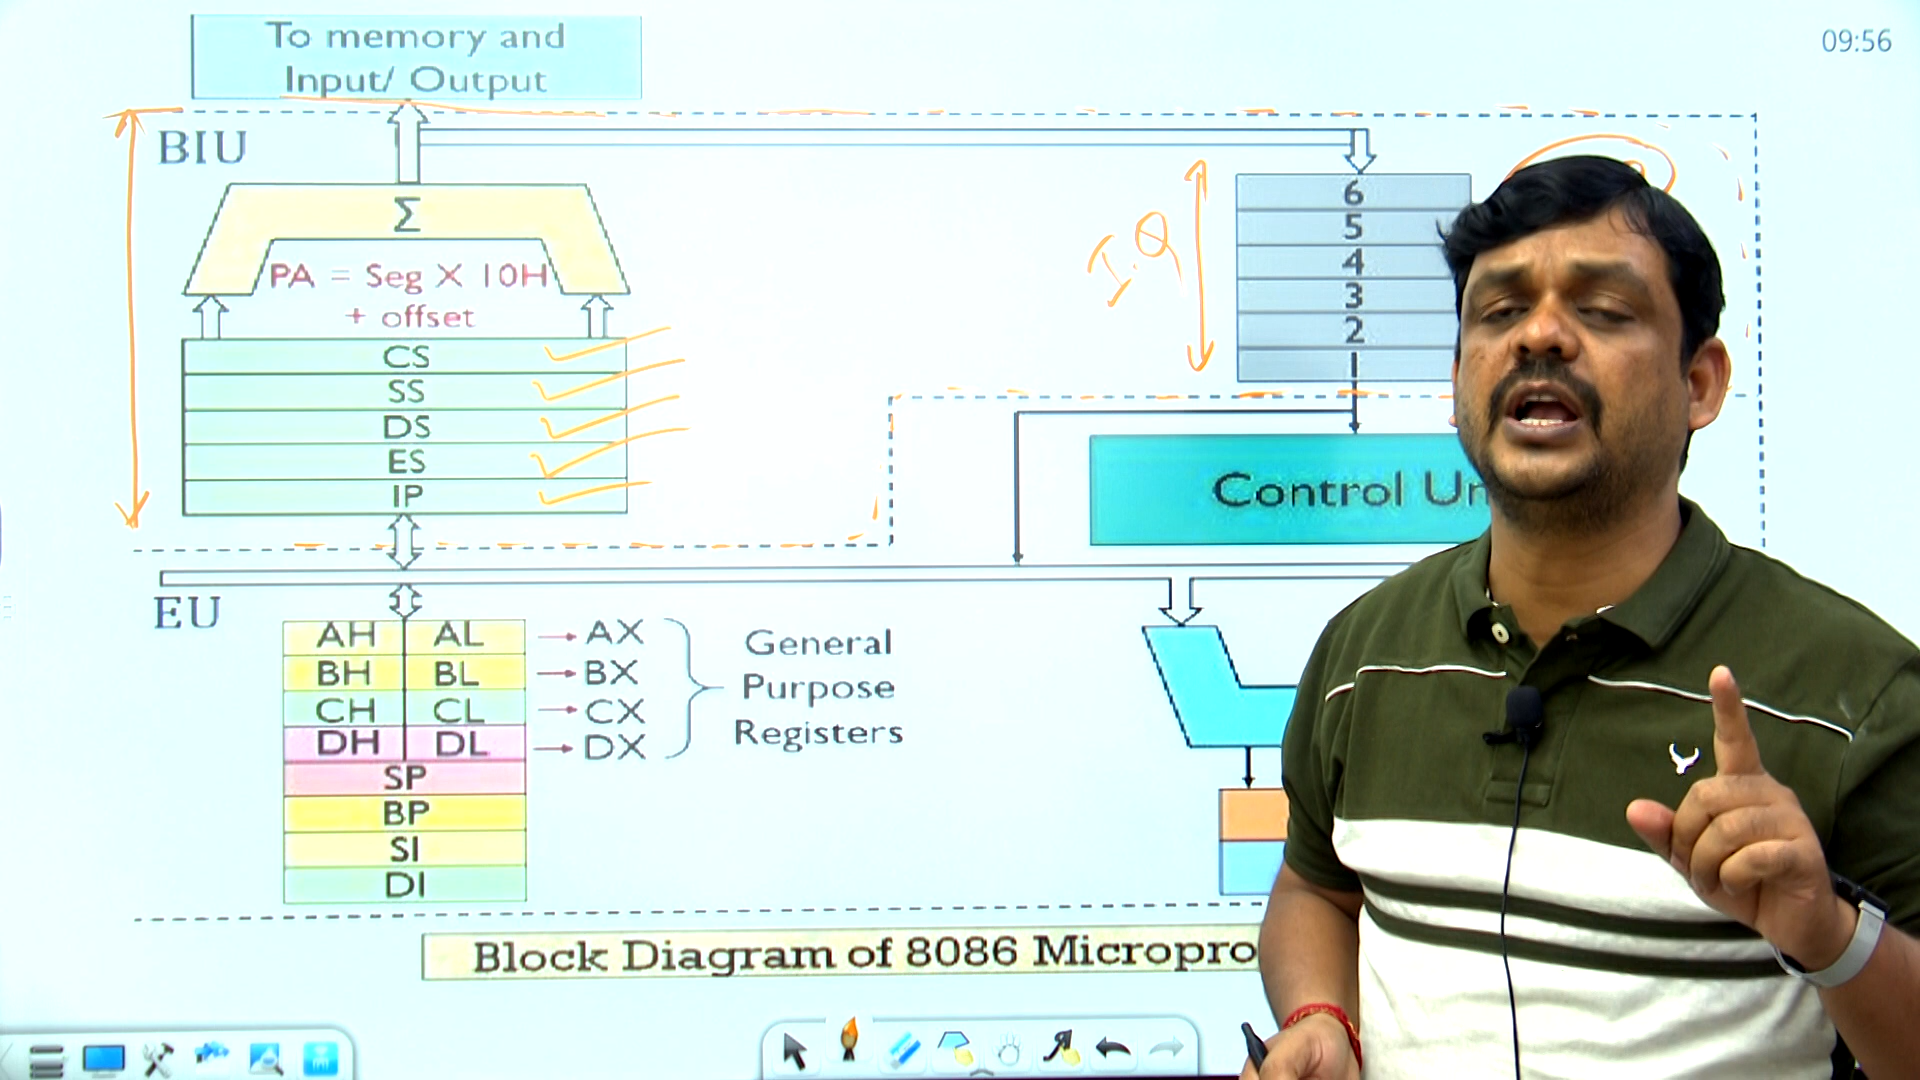 To memory and
Input/ Output
09:56
BIU
Σ
PA = Seg X 10H
+ offset
CS
SS
DS
ES
IP
I.Q
6
5
4
3
2
1
Control Un
EU
AH AL → AX
BH BL → BX
CH CL → CX
DH DL → DX
General
Purpose
Registers
SP
BP
SI
DI
Block Diagram of 8086 Micropro